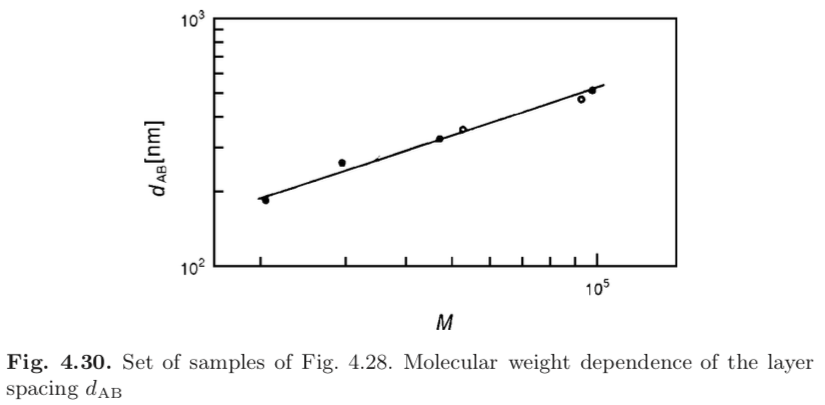 10³
d_AB[nm]
10²
10⁵
M
Fig. 4.30. Set of samples of Fig. 4.28. Molecular weight dependence of the layer
spacing d_AB